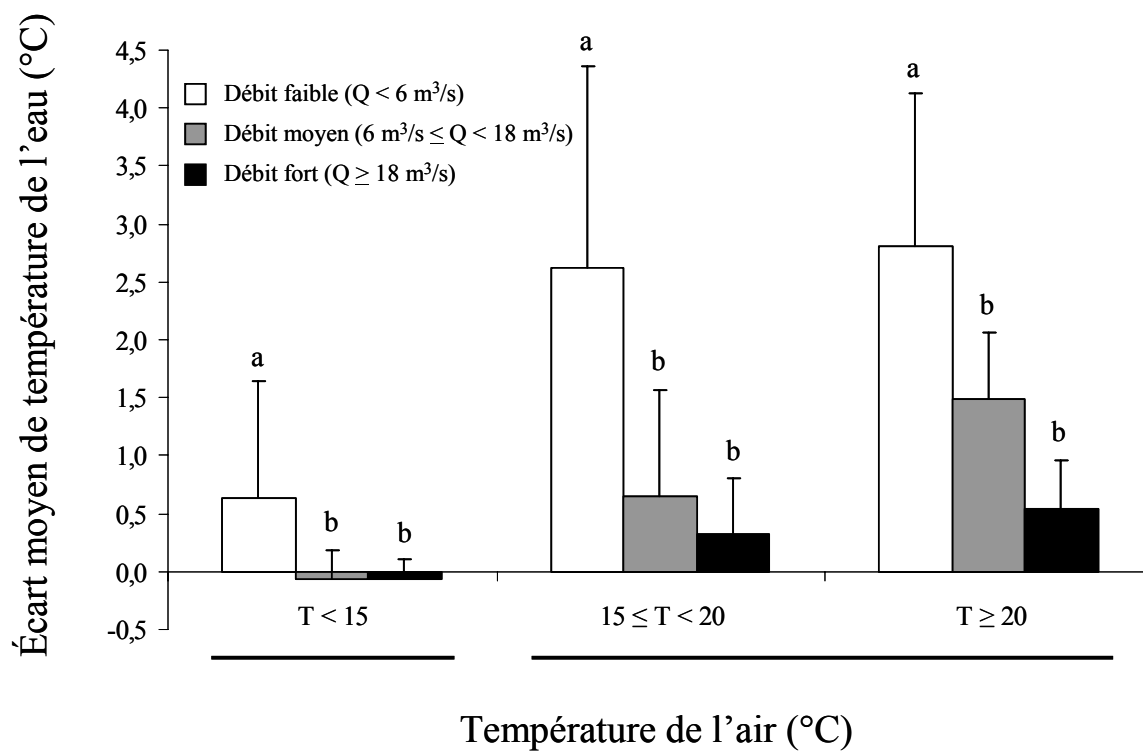 Écart moyen de température de l’eau (°C)
4,5
4,0
3,5
3,0
2,5
2,0
1,5
1,0
0,5
0,0
-0,5
Débit faible (Q < 6 m³/s)
Débit moyen (6 m³/s ≤ Q < 18 m³/s)
Débit fort (Q ≥ 18 m³/s)
a
b
b
a
b
b
a
b
b
T < 15
15 ≤ T < 20
T ≥ 20
Température de l’air (°C)